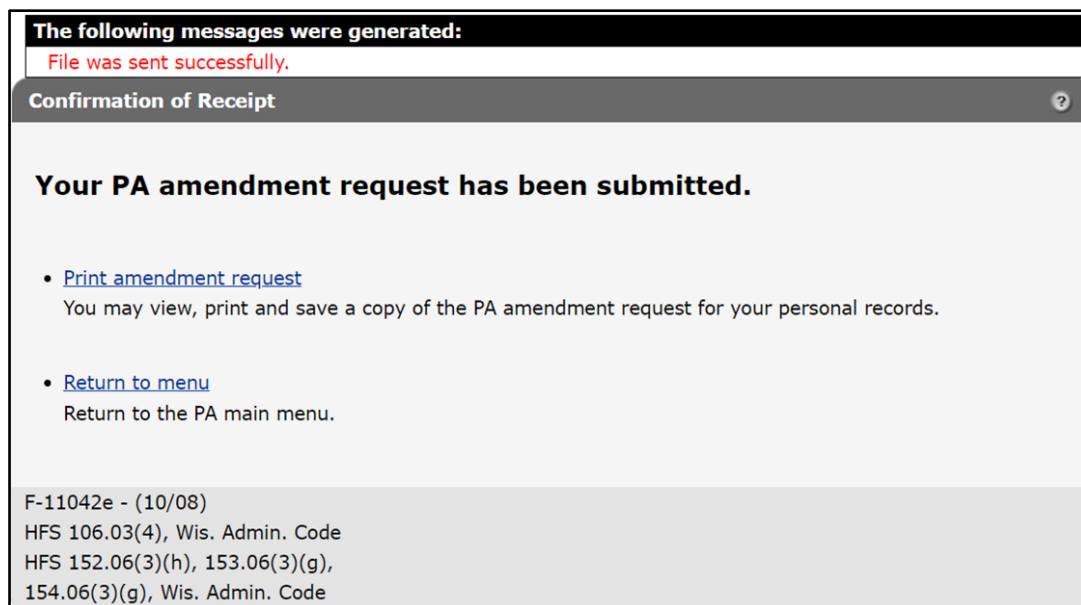 The following messages were generated:
File was sent successfully.
Confirmation of Receipt ?
Your PA amendment request has been submitted.
• Print amendment request
You may view, print and save a copy of the PA amendment request for your personal records.
• Return to menu
Return to the PA main menu.
F-11042e - (10/08)
HFS 106.03(4), Wis. Admin. Code
HFS 152.06(3)(h), 153.06(3)(g),
154.06(3)(g), Wis. Admin. Code